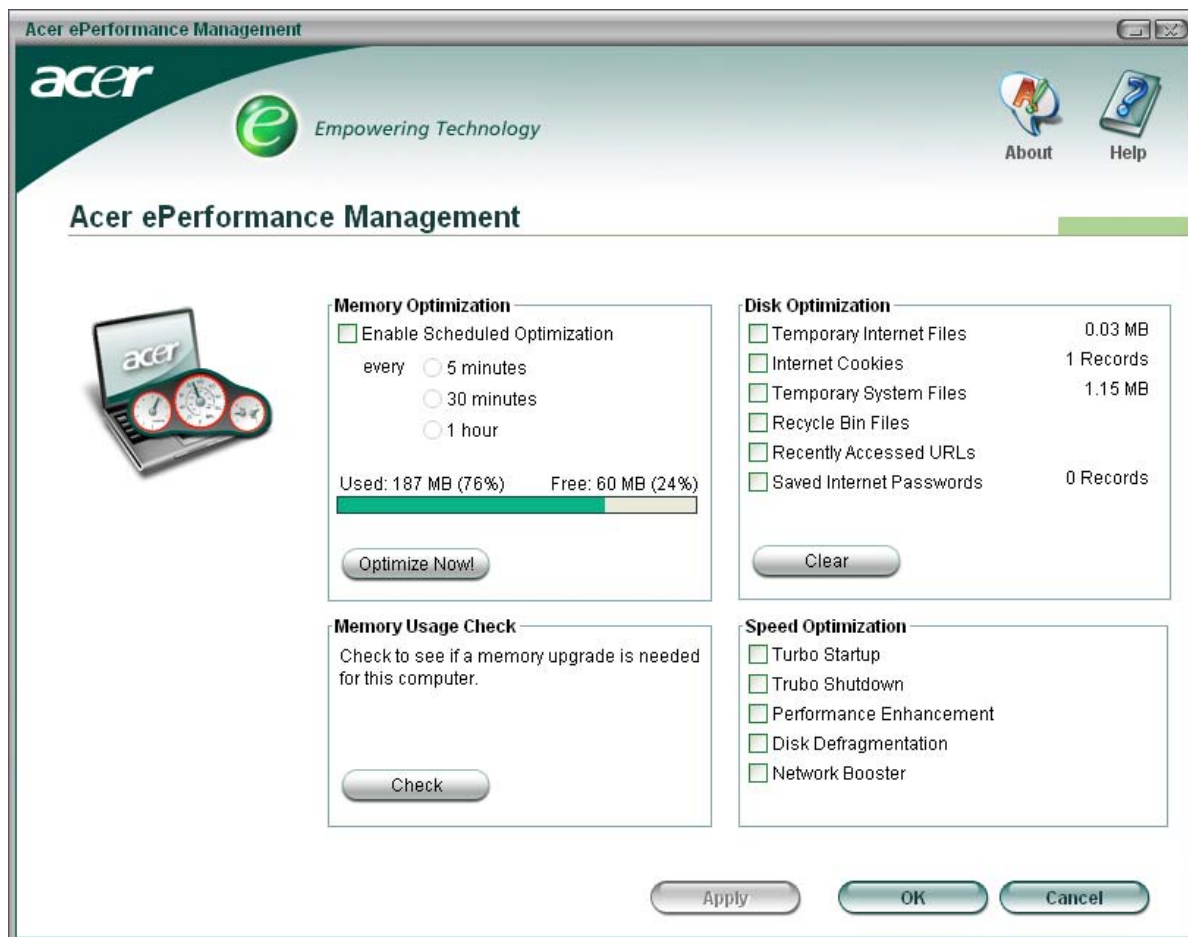 Acer ePerformance Management
acer
e Empowering Technology
About
Help
Acer ePerformance Management
acer
Memory Optimization
Enable Scheduled Optimization
every 5 minutes
30 minutes
1 hour
Used: 187 MB (76%) Free: 60 MB (24%)
Optimize Now!
Disk Optimization
Temporary Internet Files 0.03 MB
Internet Cookies 1 Records
Temporary System Files 1.15 MB
Recycle Bin Files
Recently Accessed URLs
Saved Internet Passwords 0 Records
Clear
Memory Usage Check
Check to see if a memory upgrade is needed
for this computer.
Check
Speed Optimization
Turbo Startup
Trubo Shutdown
Performance Enhancement
Disk Defragmentation
Network Booster
Apply
OK
Cancel